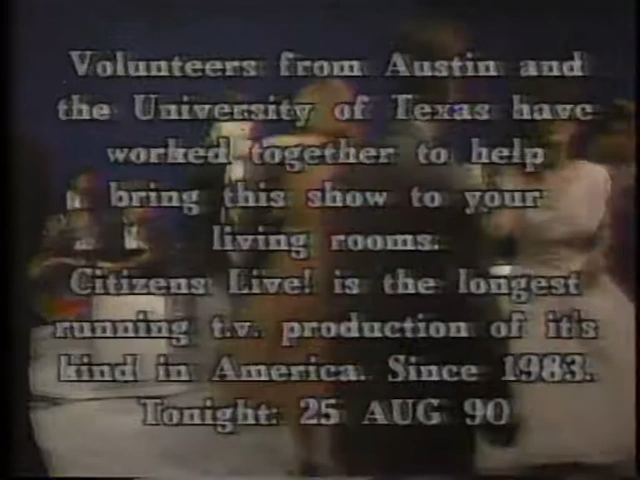 Volunteers from Austin and
the University of Texas have
worked together to help
bring this show to your
living rooms.
Citizens Live! is the longest
running t.v. production of it's
kind in America. Since 1983.
Tonight: 25 AUG 90